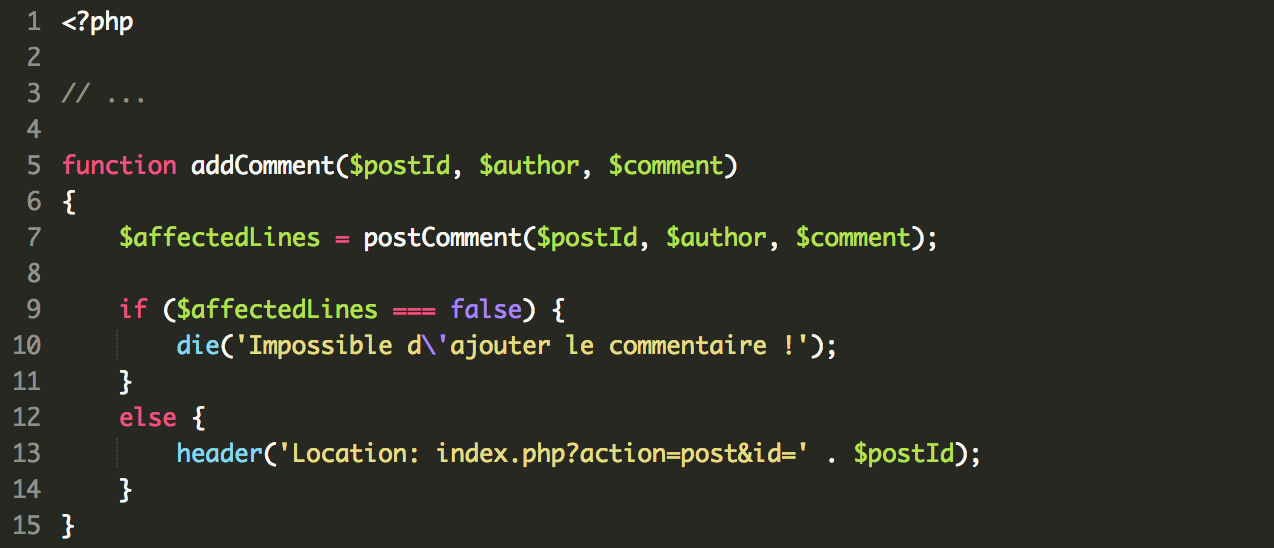 1 <?php
2
3 // ...
4
5 function addComment($postId, $author, $comment)
6 {
7     $affectedLines = postComment($postId, $author, $comment);
8
9     if ($affectedLines === false) {
10         die('Impossible d\'ajouter le commentaire !');
11     }
12     else {
13         header('Location: index.php?action=post&id=' . $postId);
14     }
15 }